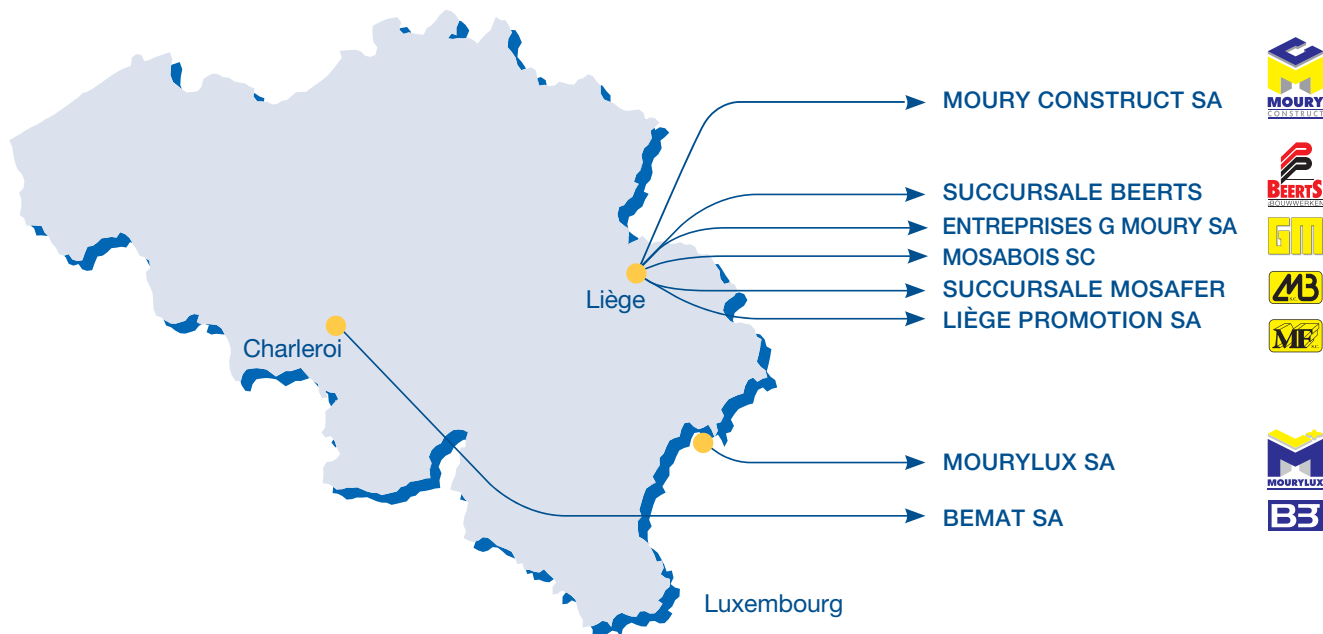 MOURY CONSTRUCT SA
MOURY
CONSTRUCT
SUCCURSALE BEERTS
BEERTS
BOUWWERKEN
ENTREPRISES G MOURY SA
GM
MOSABOIS SC
Liège
SUCCURSALE MOSAFER
MB
S.C.
LIÈGE PROMOTION SA
Charleroi
MF
S.C.
MOURYLUX SA
MOURYLUX
BEMAT SA
B3
Luxembourg